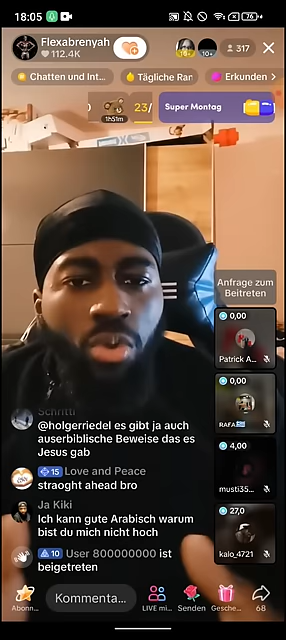 18:05
76
Flexabrenyah
112.4K
10+
317
Chatten und Int...
Tägliche Ran
Erkunden
1h51m
23/
Super Montag
Anfrage zum
Beitreten
0,00
Patrick A...
0,00
RAFA
4,00
musti35...
27,0
kalo_4721
Schritti
@holgerriedel es gibt ja auch
auserbiblische Beweise das es
Jesus gab
15 Love and Peace
straoght ahead bro
Ja Kiki
Ich kann gute Arabisch warum
bist du mich nicht hoch
10 User 800000000 ist
beigetreten
Abonn...
Kommenta...
LIVE mi...
Senden
Gesche...
68